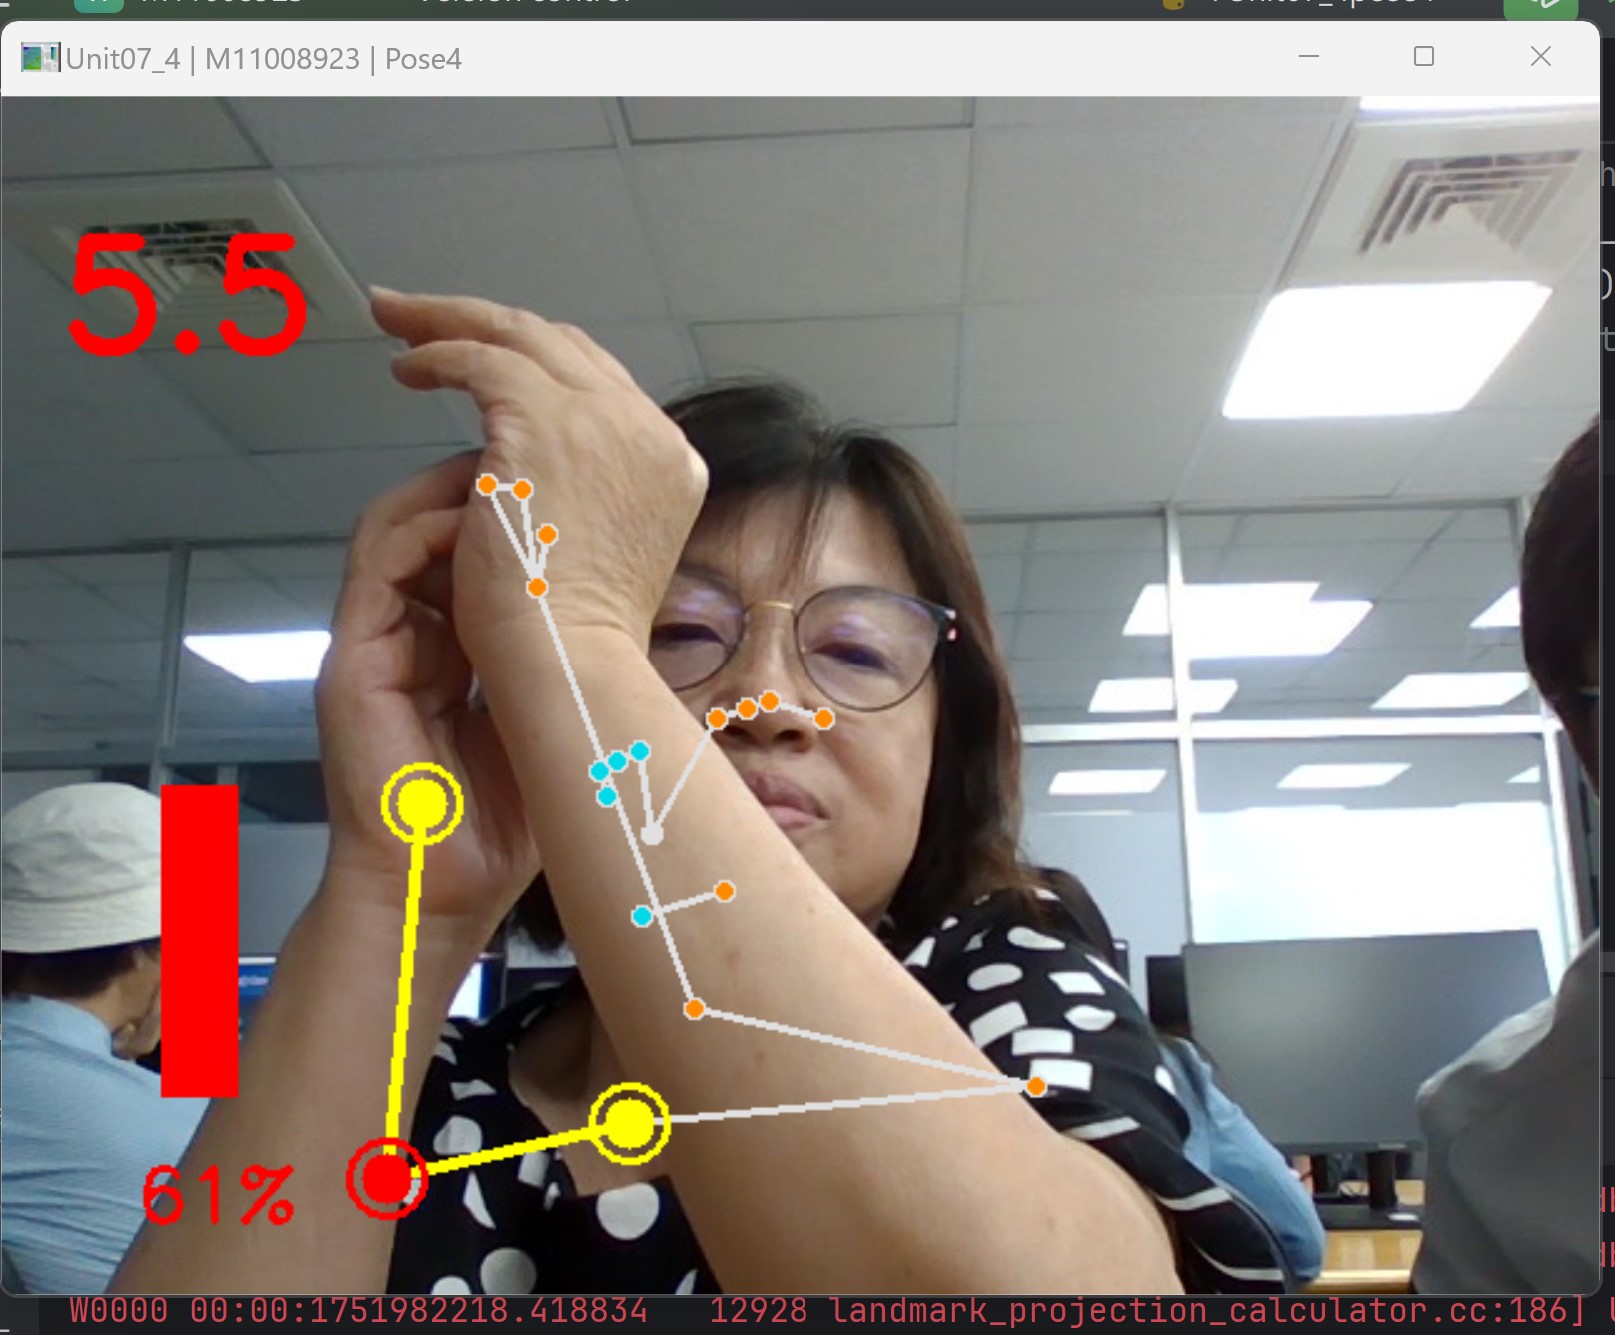 Unit07_4 | M11008923 | Pose4
5.5
61%
W0000 00:00:1751982218.418834 12928 landmark_projection_calculator.cc:186]